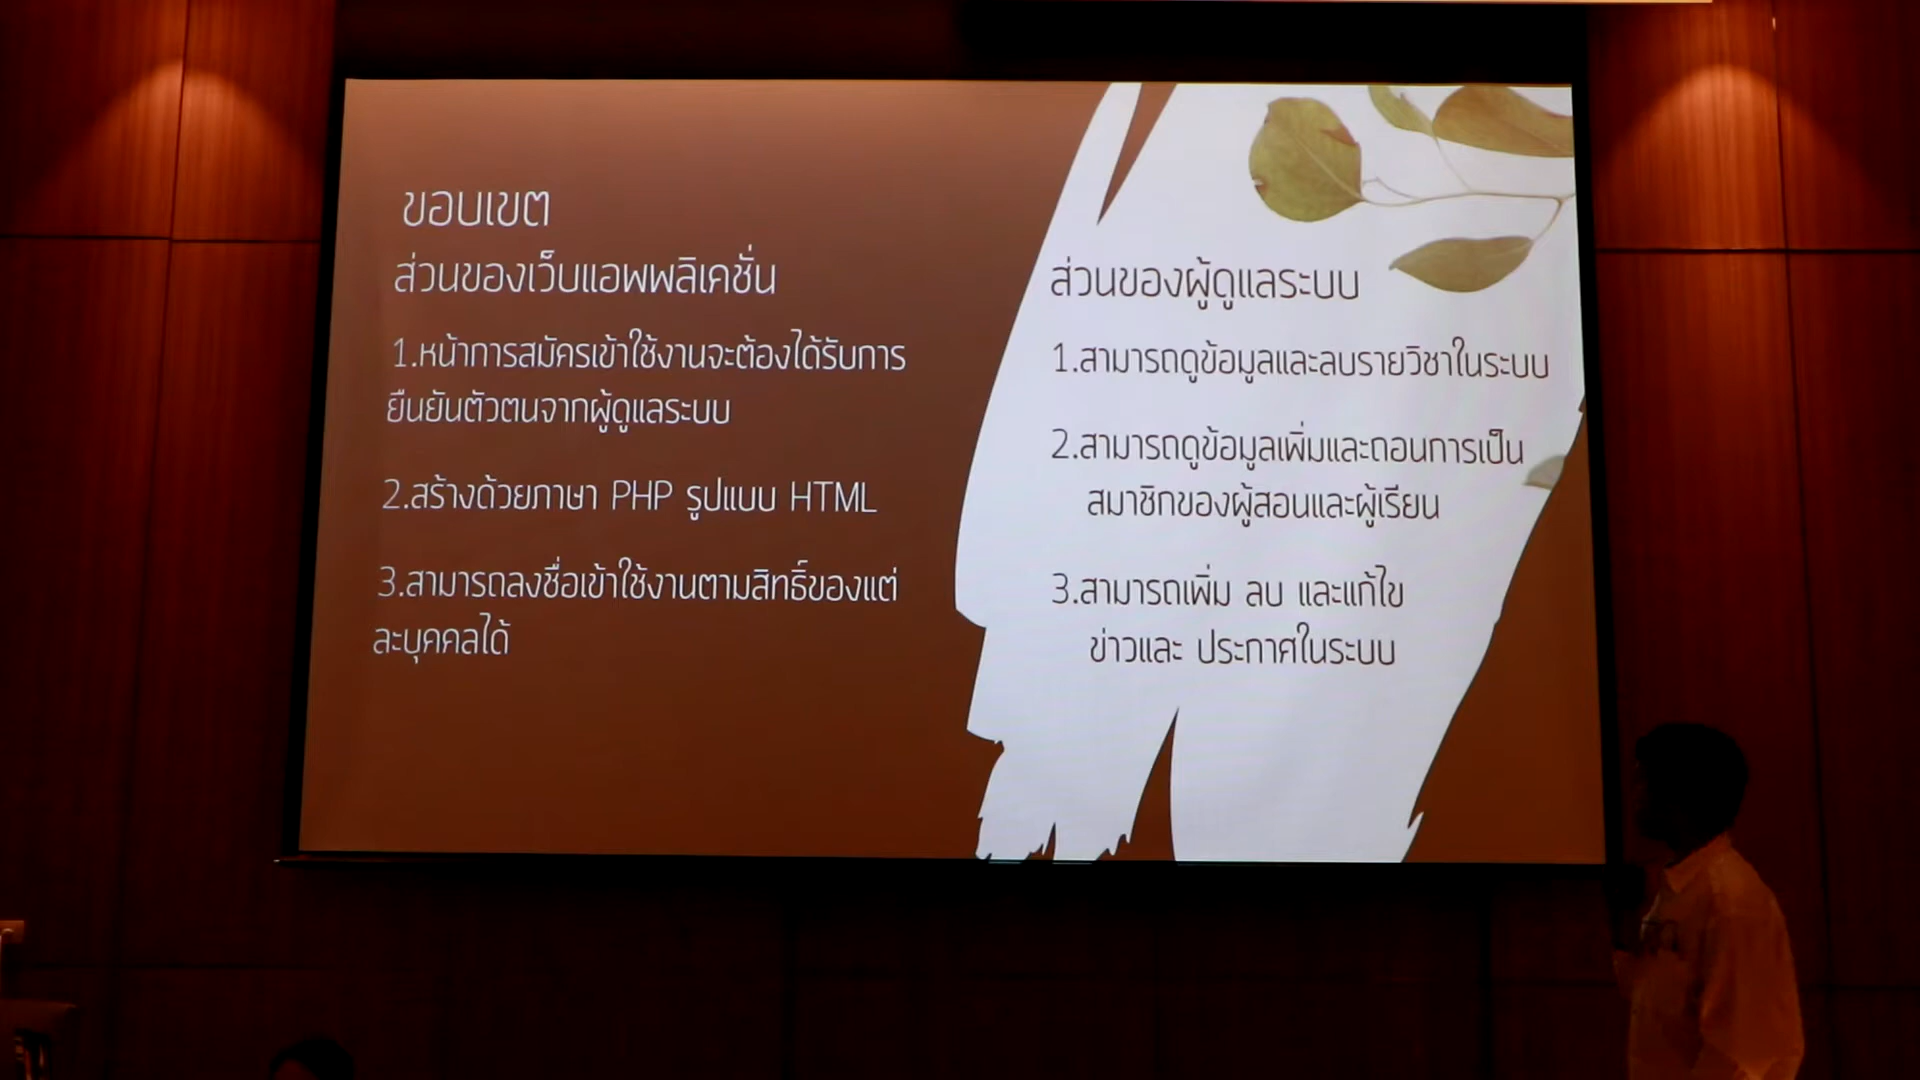 ขอบเขต
ส่วนของเว็บแอพพลิเคชั่น
1.หน้าการสมัครเข้าใช้งานจะต้องได้รับการ
ยืนยันตัวตนจากผู้ดูแลระบบ
2.สร้างด้วยภาษา PHP รูปแบบ HTML
3.สามารถลงชื่อเข้าใช้งานตามสิทธิ์ของแต่
ละบุคคลได้
ส่วนของผู้ดูแลระบบ
1.สามารถดูข้อมูลและลบรายวิชาในระบบ
2.สามารถดูข้อมูลเพิ่มและถอนการเป็น
สมาชิกของผู้สอนและผู้เรียน
3.สามารถเพิ่ม ลบ และแก้ไข
ข่าวและ ประกาศในระบบ